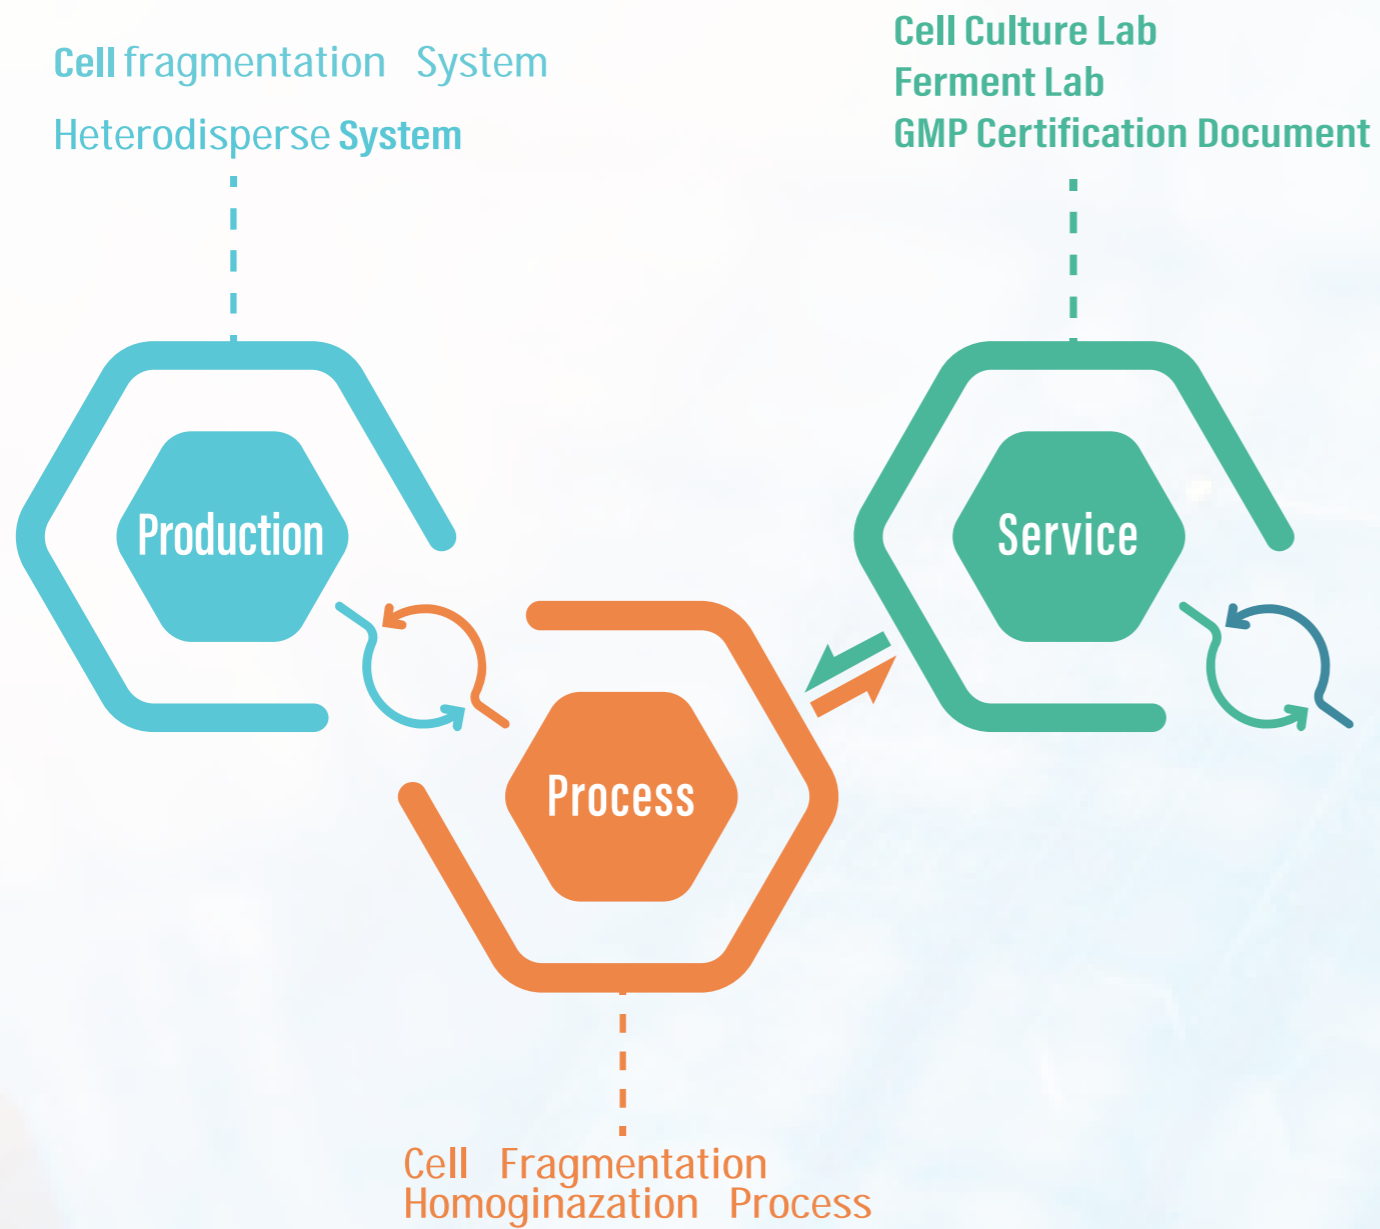 Cell fragmentation System
Heterodisperse System
Cell Culture Lab
Ferment Lab
GMP Certification Document
Production
Service
Process
Cell Fragmentation
Homoginazation Process